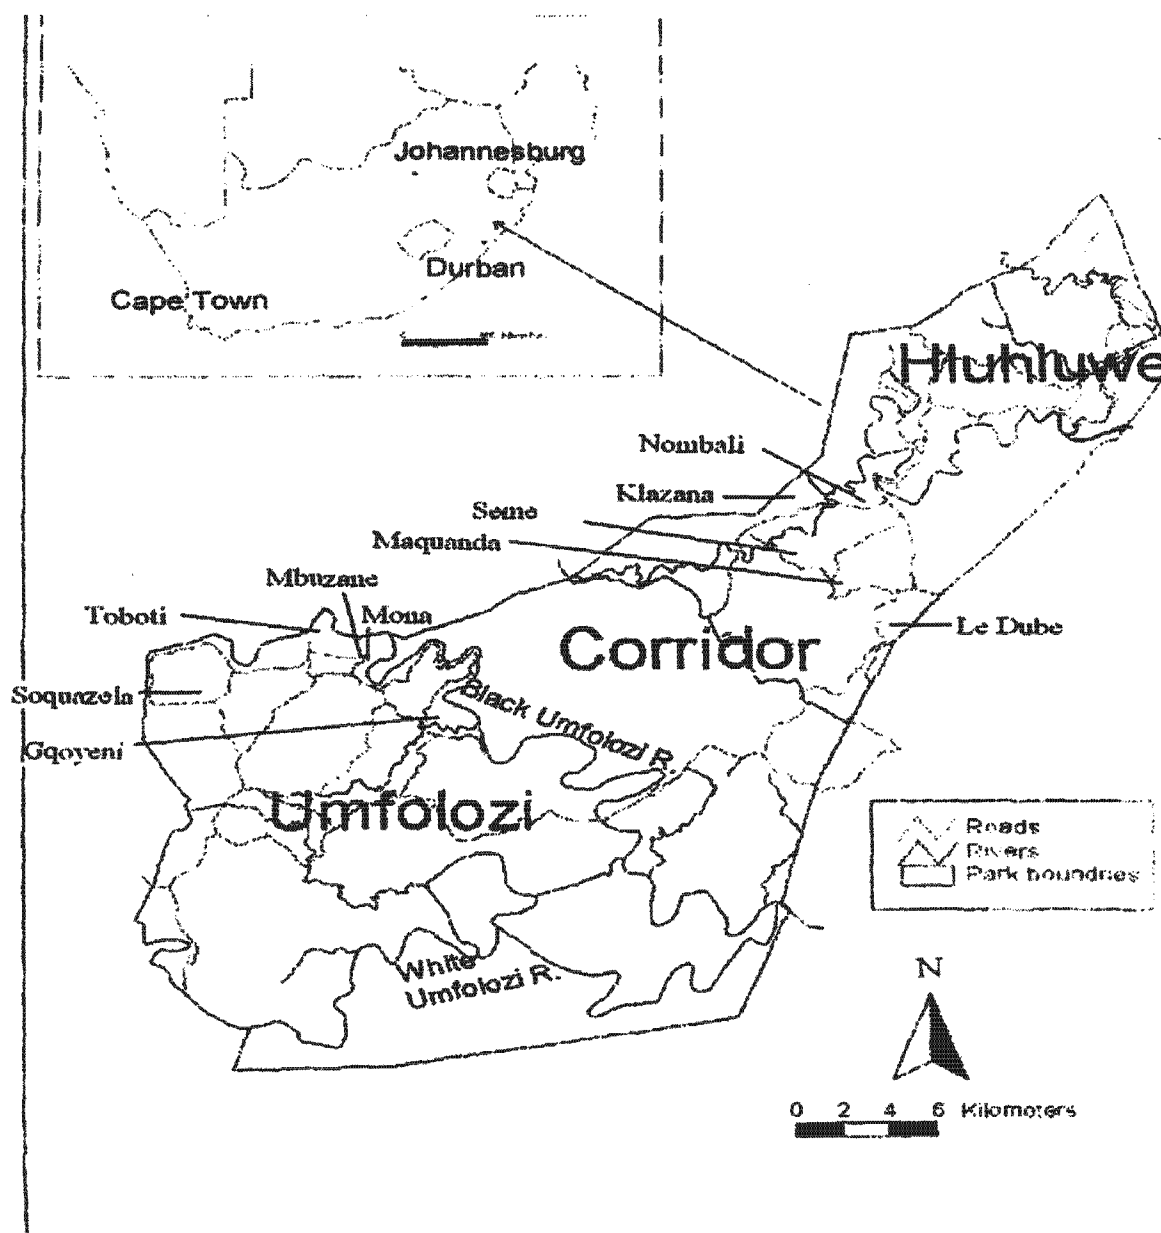 Johannesburg
Durban
Cape Town
Hluhluwe
Nombali
Klazana
Seme
Maquanda
Mbuzane
Toboti
Mona
Corridor
Le Dube
Soquazela
Black Umfolozi R.
Gqoyeni
Umfolozi
Roads
Rivers
Park boundries
White
Umfolozi R.
N
0 2 4 6 Kilometers